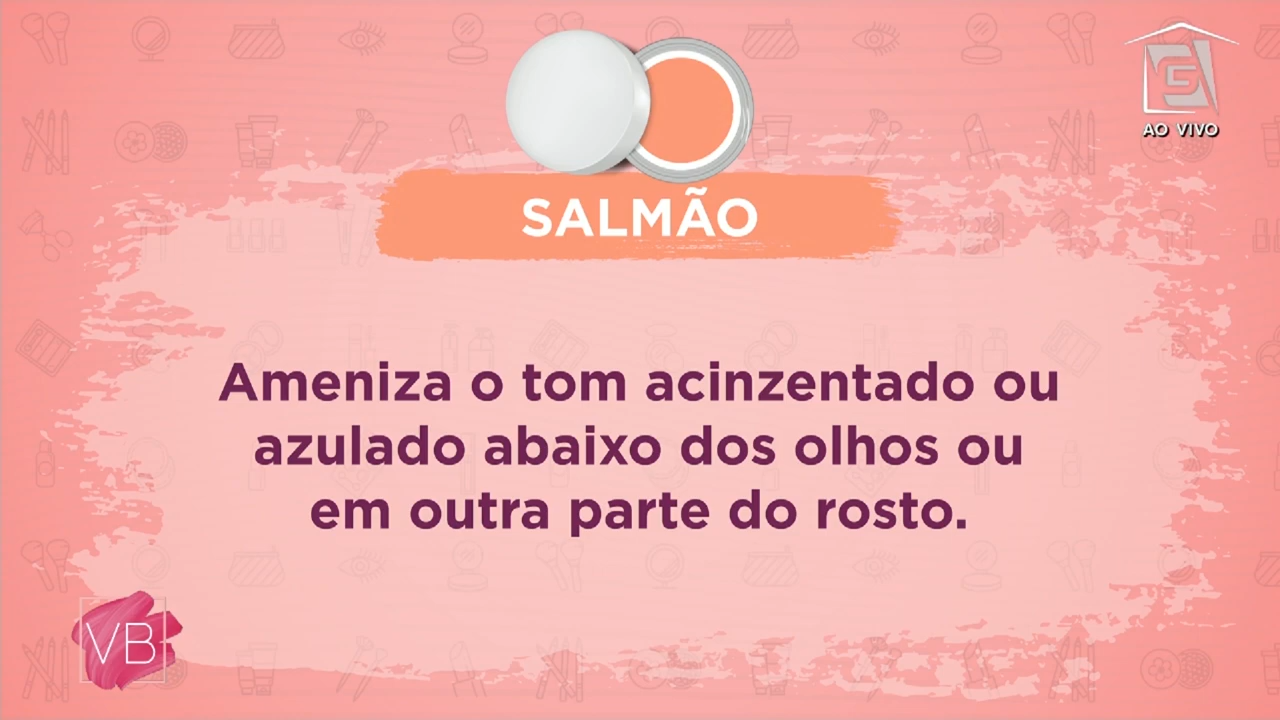 AO VIVO
SALMÃO
Ameniza o tom acinzentado ou
azulado abaixo dos olhos ou
em outra parte do rosto.
VB